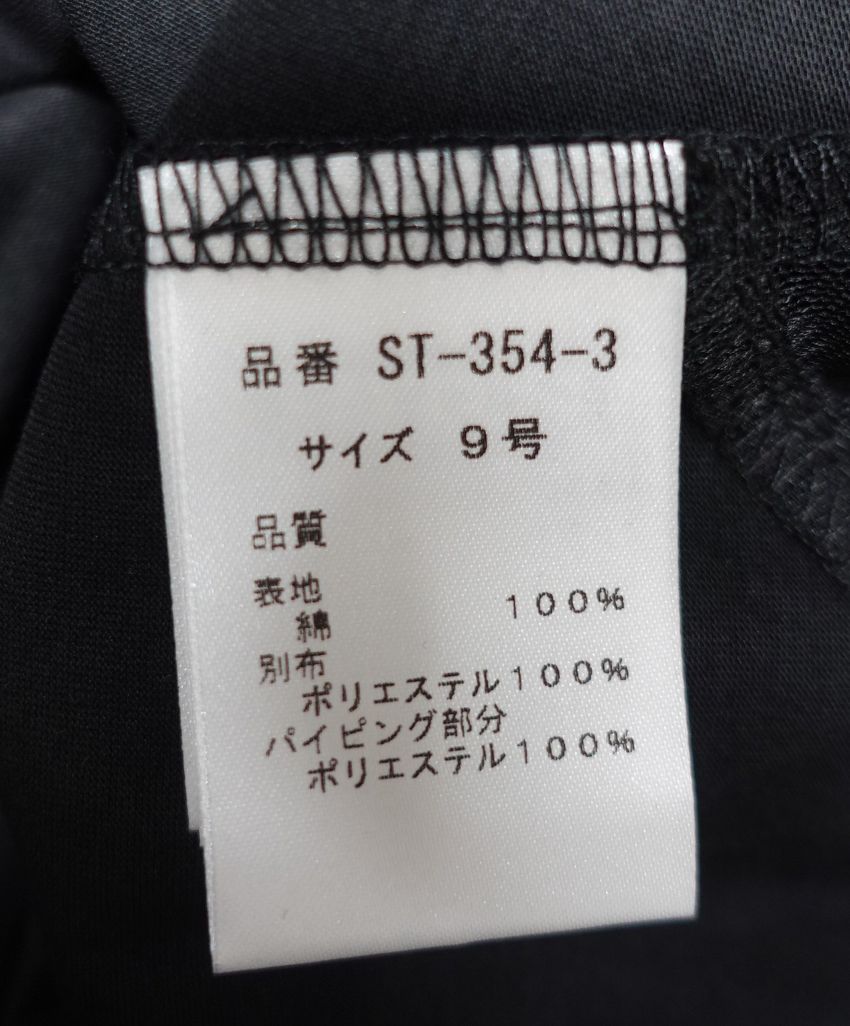 品番 ST-354-3
サイズ 9号
品質
表地
綿 100%
別布
ポリエステル100%
パイピング部分
ポリエステル100%